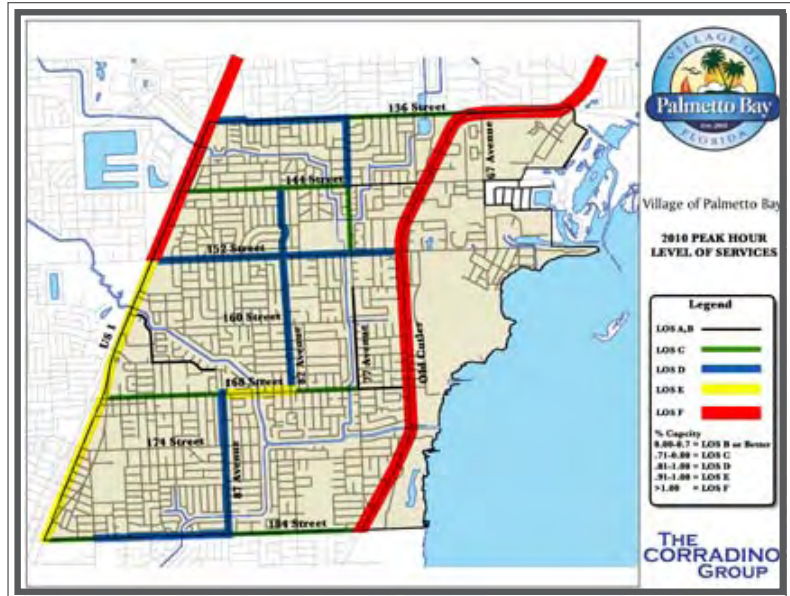 VILLAGE OF
Palmetto Bay
FLORIDA
Village of Palmetto Bay
2010 PEAK HOUR
LEVEL OF SERVICES
Legend
LOS A,B
LOS C
LOS D
LOS E
LOS F
% Capcity
0.00-0.7 = LOS B or Better
.71-0.80 = LOS C
.81-1.00 = LOS D
.91-1.00 = LOS E
>1.00 = LOS F
THE
CORRADINO
GROUP
136 Street
67 Avenue
144 Street
152 Street
160 Street
US 1
82 Avenue
77 Avenue
Old Cutler
168 Street
174 Street
87 Avenue
184 Street